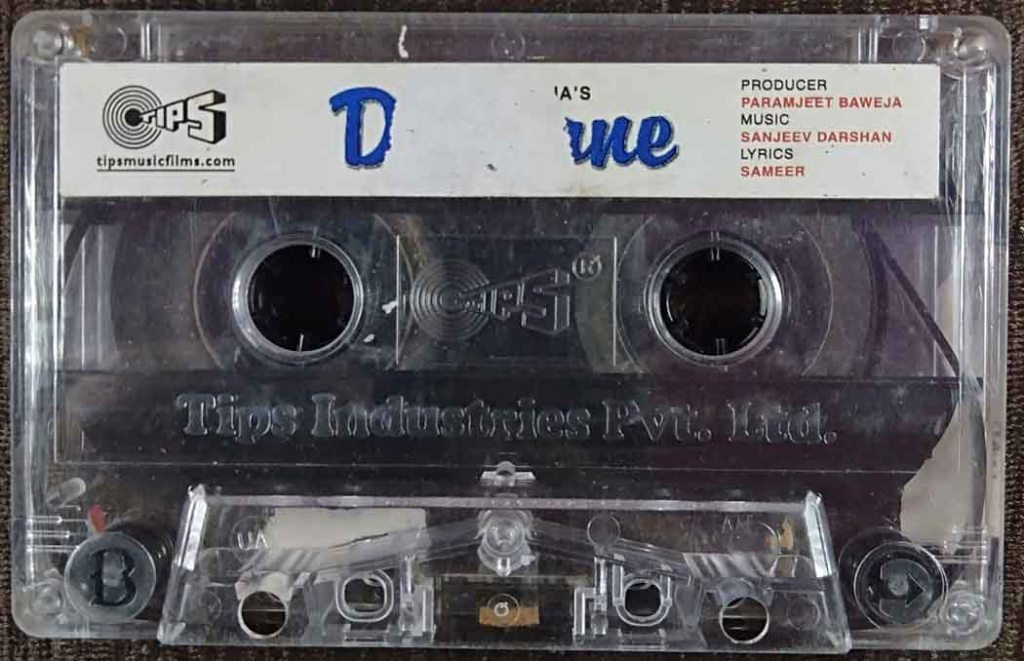 TIPS
tipsmusicfilms.com
'A'S
D
PRODUCER
PARAMJEET BAWEJA
MUSIC
SANJEEV DARSHAN
LYRICS
SAMEER
TIPS®
Tips Industries Pvt. Ltd.
B